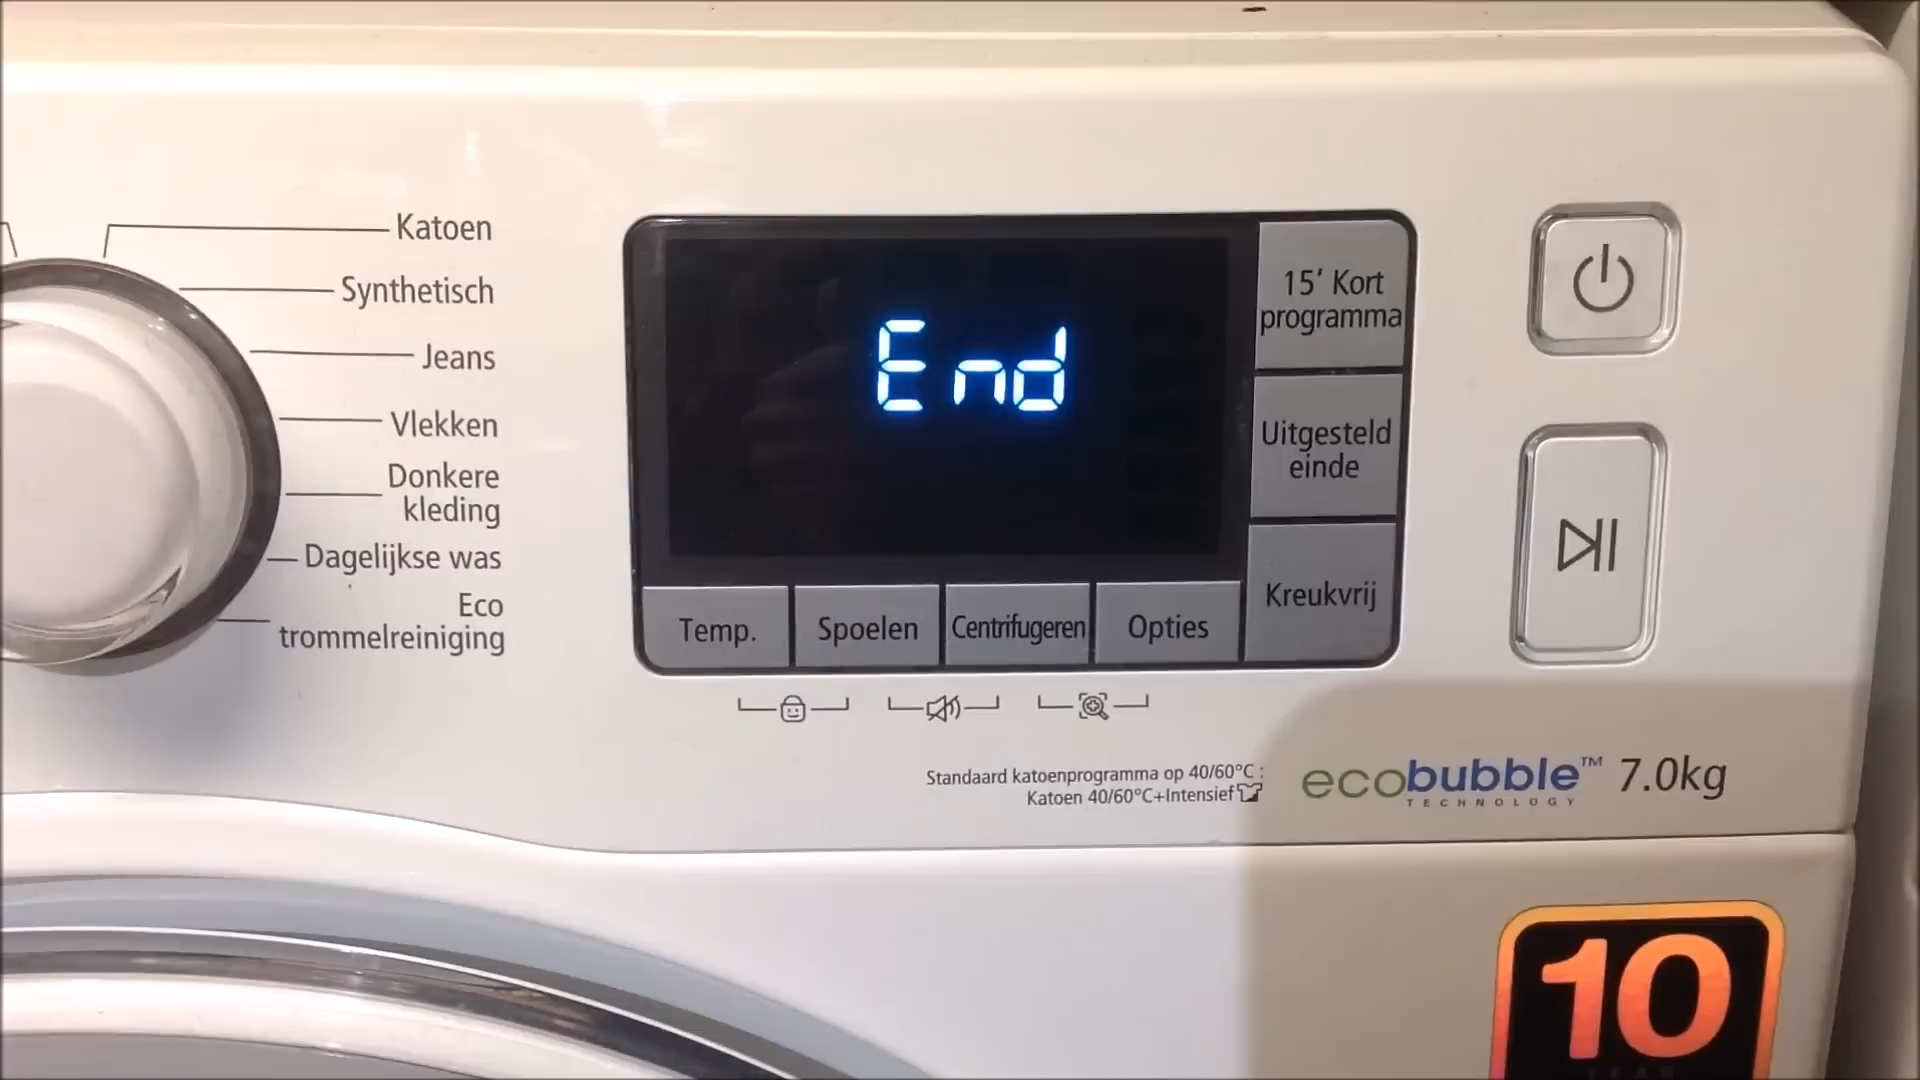 Katoen
Synthetisch
Jeans
Vlekken
Donkere
kleding
Dagelijkse was
Eco
trommelreiniging
End
15’ Kort
programma
Uitgesteld
einde
Kreukvrij
Temp.
Spoelen
Centrifugeren
Opties
Standaard katoenprogramma op 40/60°C :
Katoen 40/60°C+Intensief
ecobubble™ 7.0kg
TECHNOLOGY
10
YEAR